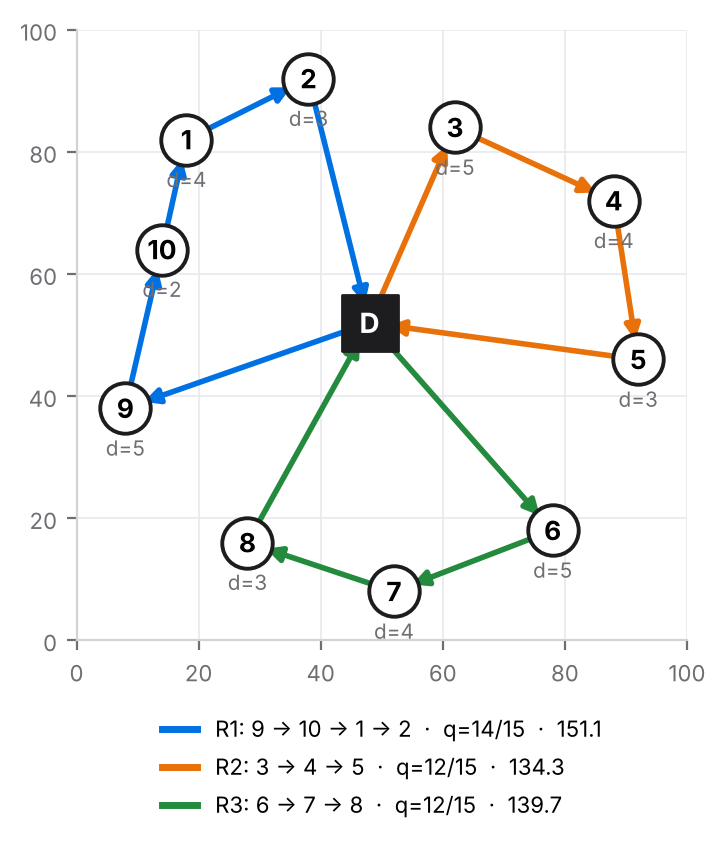 100
80
60
40
20
0
0 20 40 60 80 100
2
d=3
3
d=5
1
d=4
4
d=4
10
d=2
D
5
d=3
9
d=5
6
d=5
8
d=3
7
d=4
R1: 9 → 10 → 1 → 2 · q=14/15 · 151.1
R2: 3 → 4 → 5 · q=12/15 · 134.3
R3: 6 → 7 → 8 · q=12/15 · 139.7